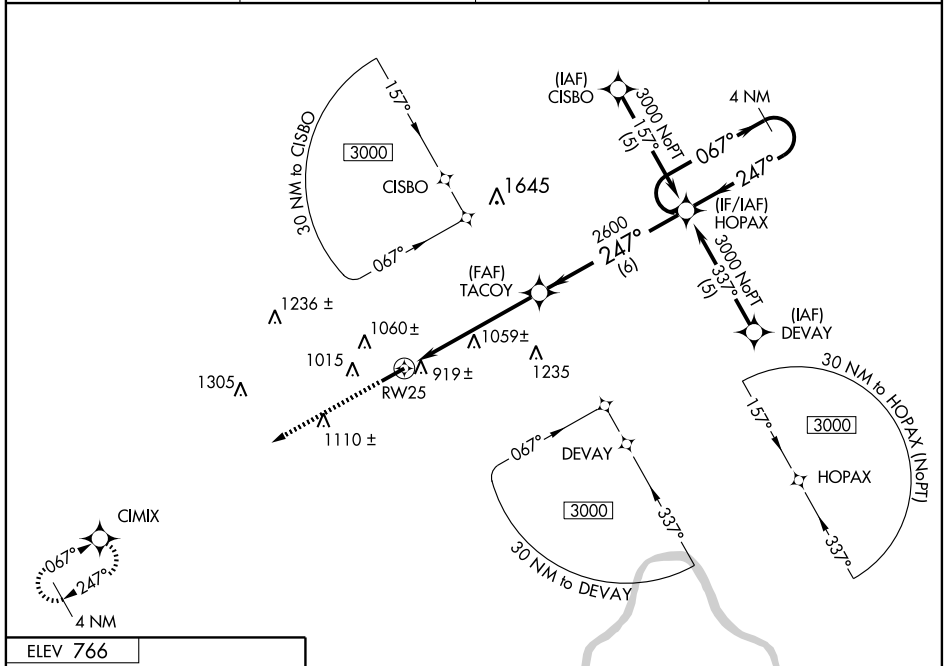 30 NM to CISBO
157°
3000
CISBO
067°
1645
(IAF)
CISBO
3000 NoPT
157°
(5)
4 NM
067°
247°
(IF/IAF)
HOPAX
2600
247°
(6)
(FAF)
TACOY
3000 NoPT
337°
(5)
(IAF)
DEVAY
1236 ±
1060 ±
1059 ±
1015
919 ±
1235
1305
RW25
1110 ±
30 NM to HOPAX (NoPT)
157°
3000
HOPAX
337°
067°
DEVAY
3000
337°
30 NM to DEVAY
CIMIX
067°
247°
4 NM
ELEV 766